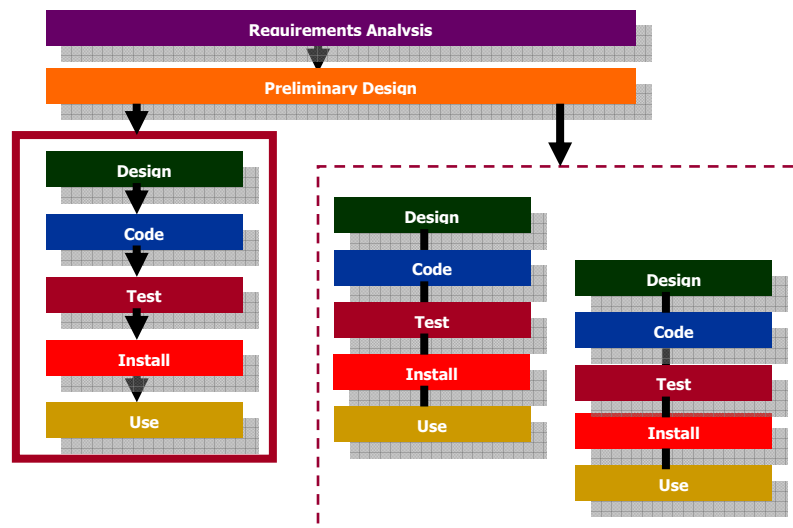 Requirements Analysis
Preliminary Design
Design
Code
Test
Install
Use
Design
Code
Test
Install
Use
Design
Code
Test
Install
Use